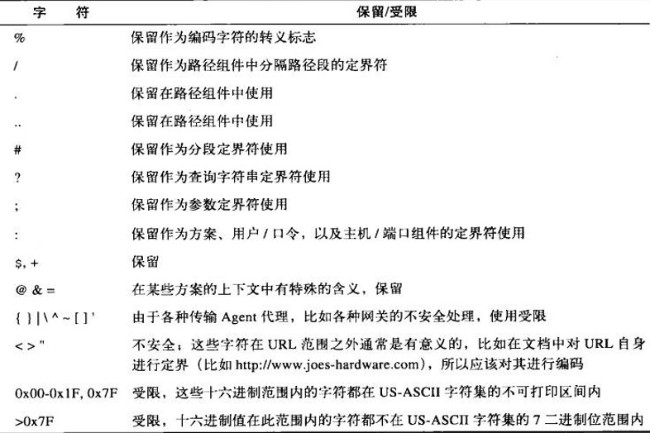 字 符 保留/受限
% 保留作为编码字符的转义标志
/ 保留作为路径组件中分隔路径段的定界符
. 保留在路径组件中使用
.. 保留在路径组件中使用
# 保留作为分段定界符使用
? 保留作为查询字符串定界符使用
; 保留作为参数定界符使用
: 保留作为方案、用户/口令，以及主机/端口组件的定界符使用
$, + 保留
@ & = 在某些方案的上下文中有特殊的含义，保留
{ } | \ ^ ~ [ ] ' 由于各种传输 Agent 代理，比如各种网关的不安全处理，使用受限
< > " 不安全；这些字符在 URL 范围之外通常是有意义的，比如在文档中对 URL 自身
进行定界（比如 http://www.joes-hardware.com），所以应该对其进行编码
0x00-0x1F, 0x7F 受限，这些十六进制范围内的字符都在 US-ASCII 字符集的不可打印区间内
>0x7F 受限，十六进制值在此范围内的字符都不在 US-ASCII 字符集的 7 二进制位范围内